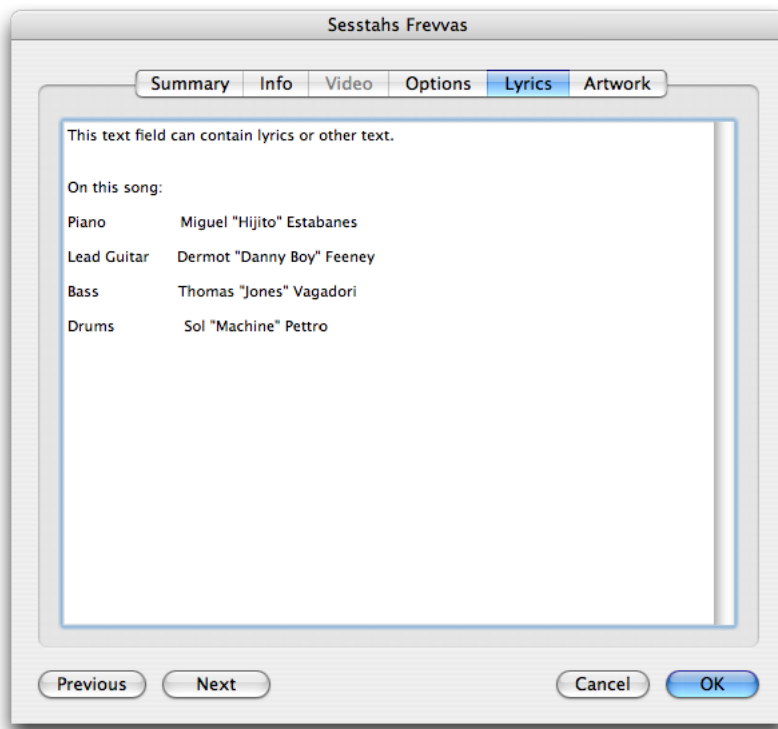 Sesstahs Frevvas
Summary Info Video Options Lyrics Artwork
This text field can contain lyrics or other text.
On this song:
Piano Miguel "Hijito" Estabanes
Lead Guitar Dermot "Danny Boy" Feeney
Bass Thomas "Jones" Vagadori
Drums Sol "Machine" Pettro
Previous Next Cancel OK